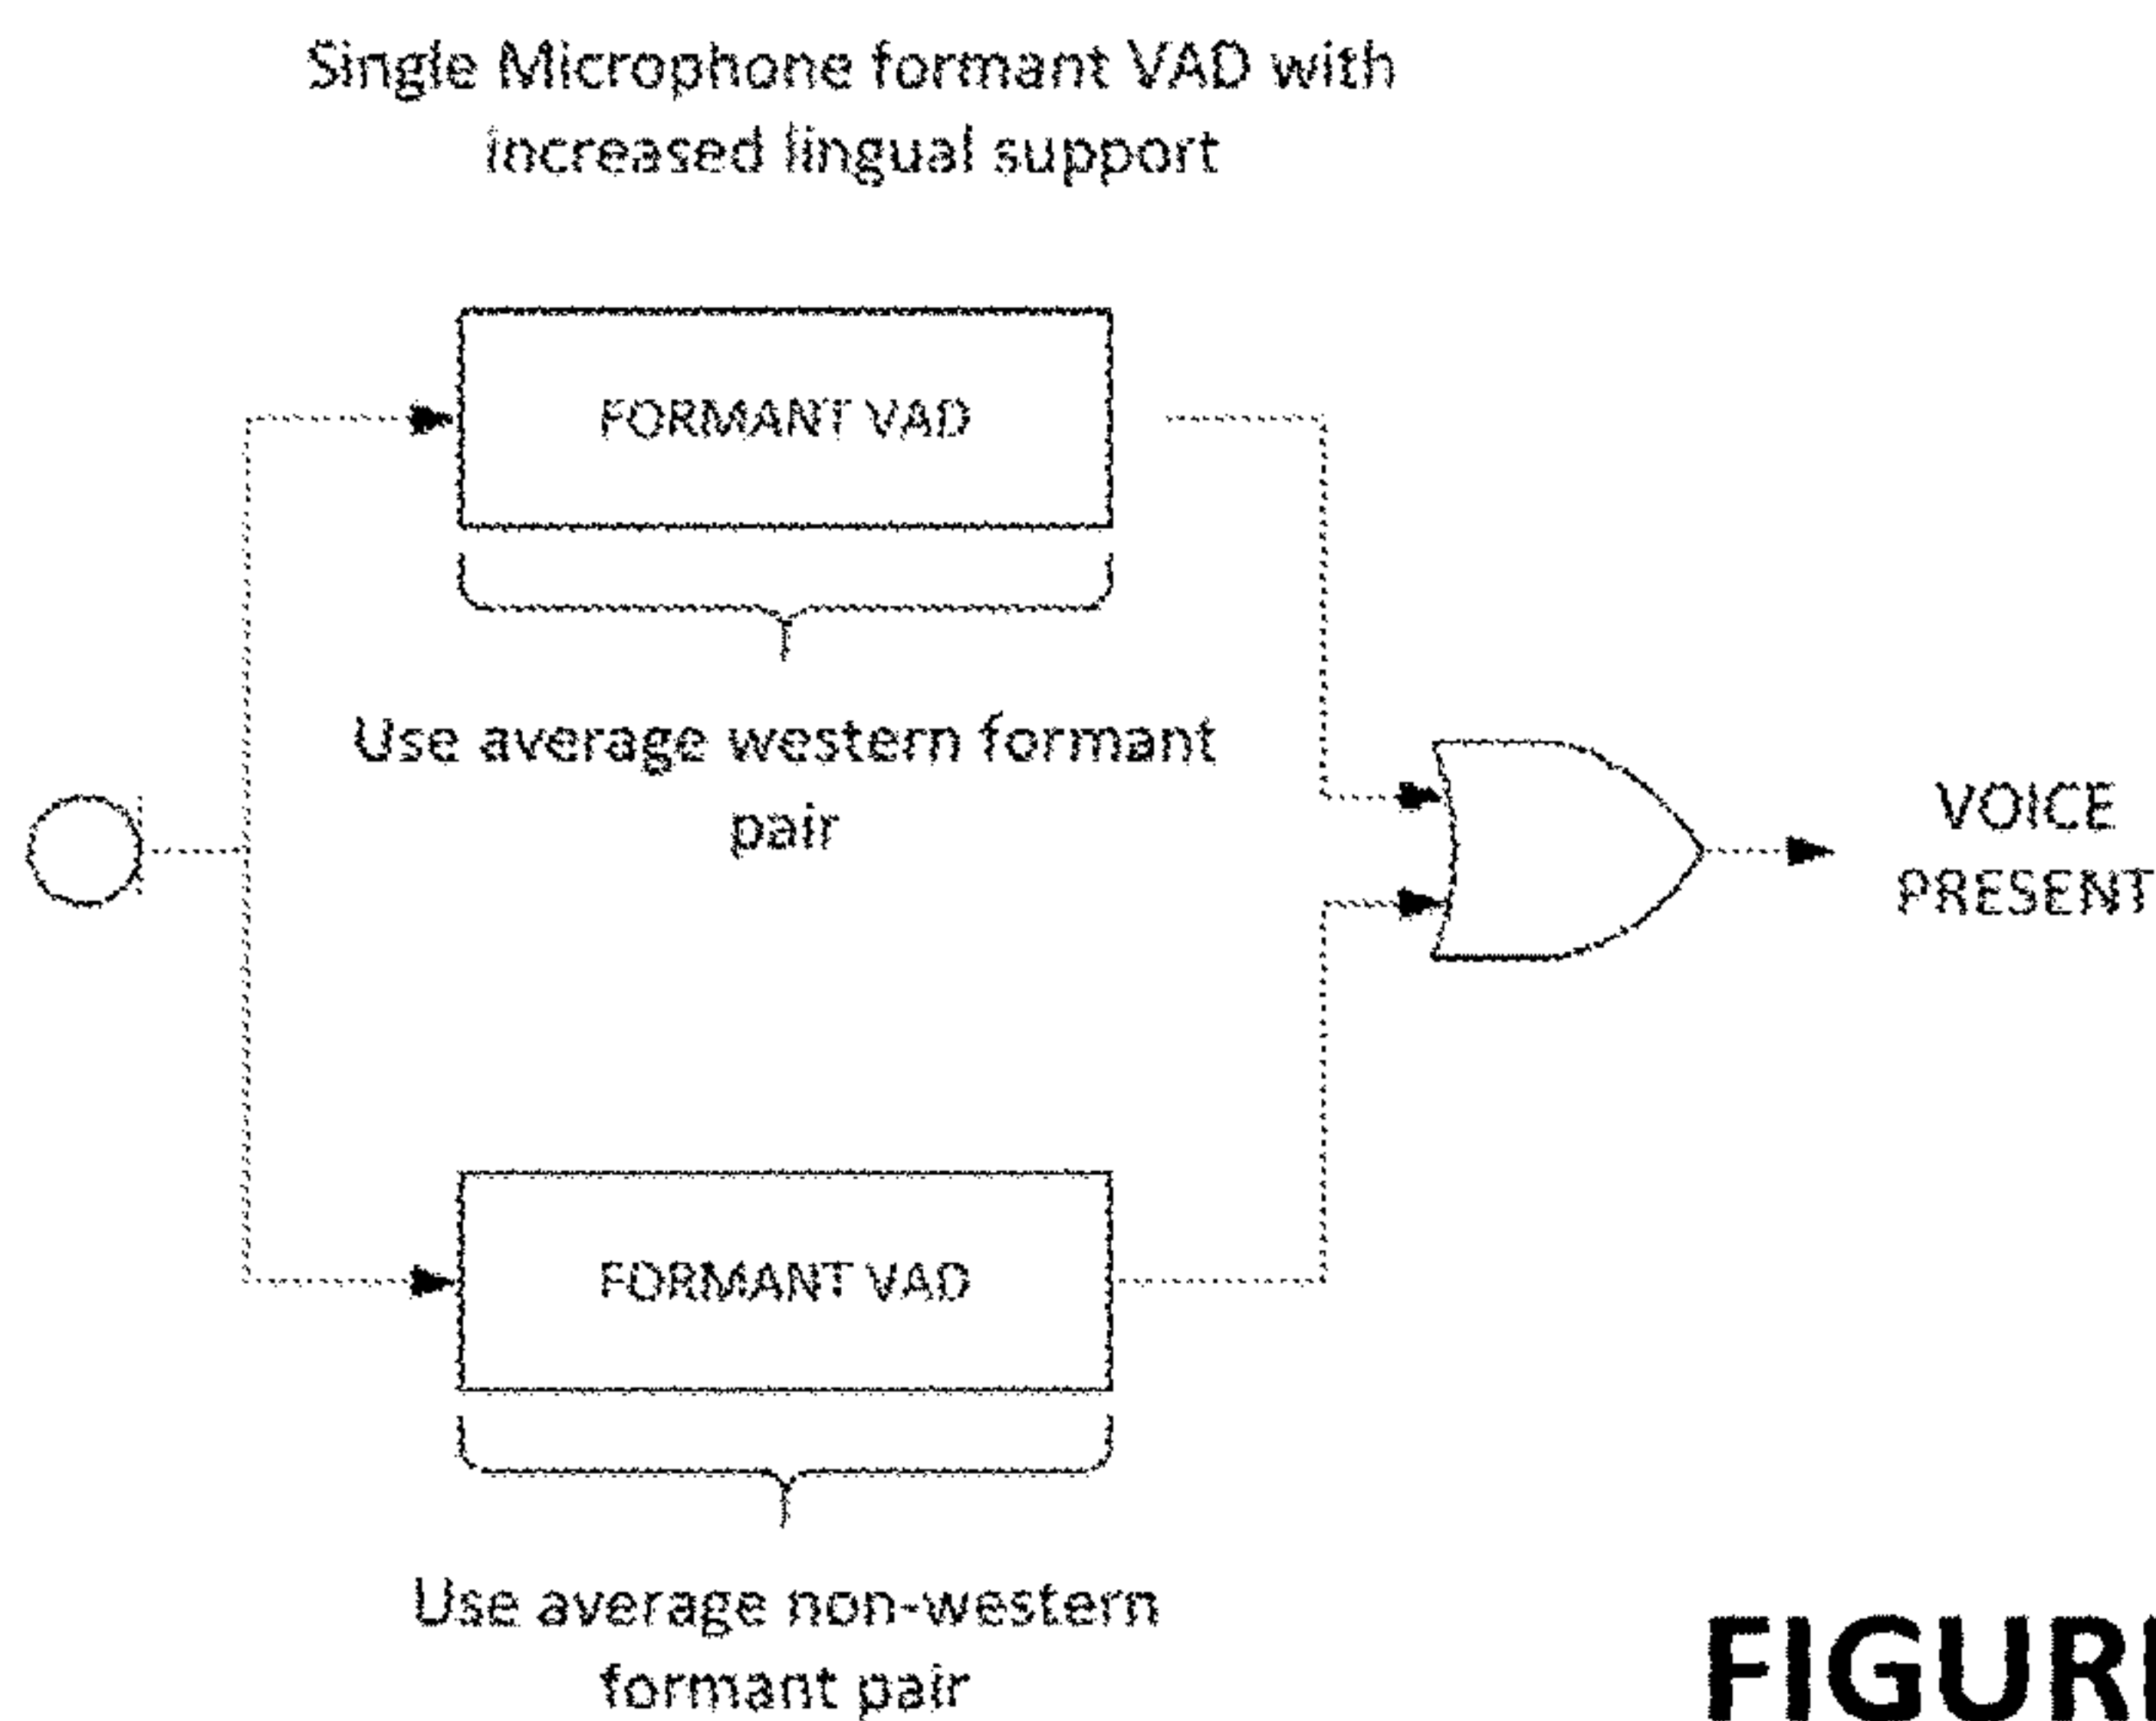 Single Microphone formant VAD with
increased lingual support
FORMANT VAD
Use average western formant
pair
VOICE
PRESENT
FORMANT VAD
Use average non-western
formant pair